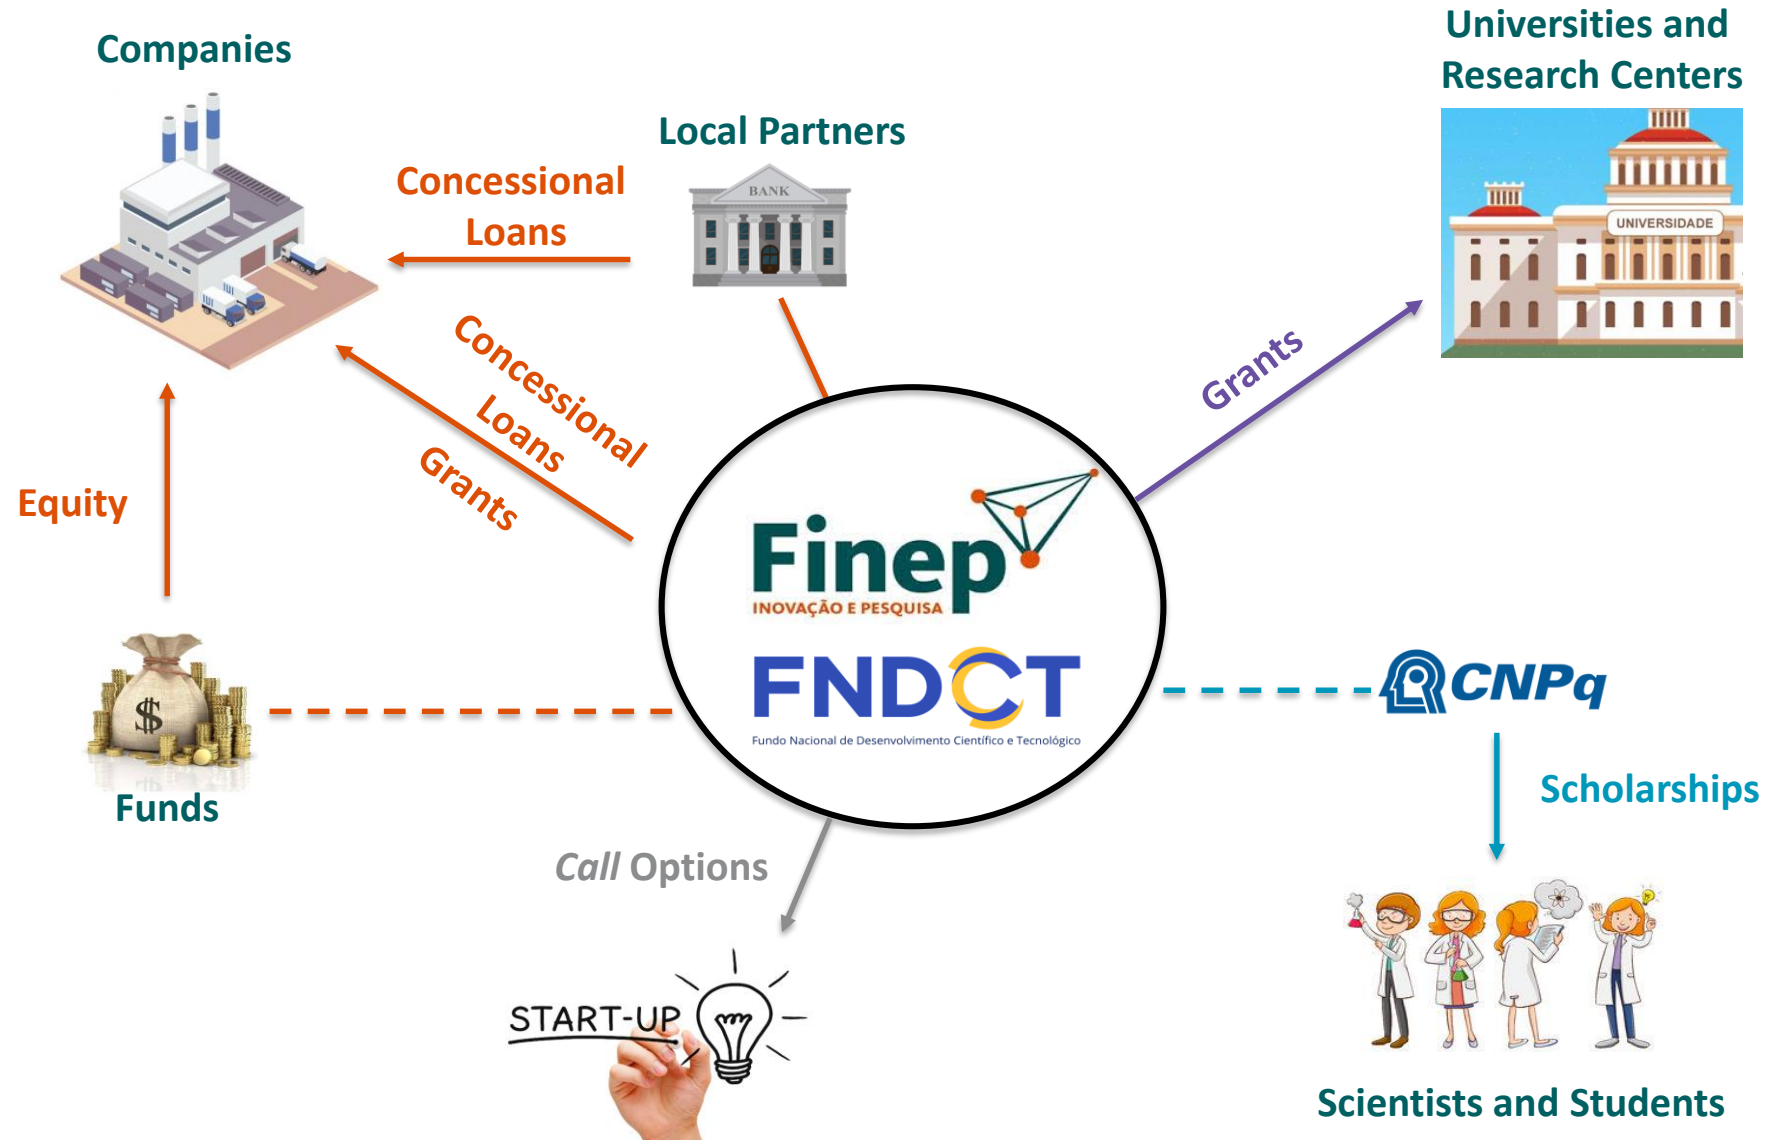 Universities and
Research Centers
Companies
Local Partners
Concessional
Loans
BANK
UNIVERSIDADE
Concessional
Loans
Grants
Grants
Equity
Finep
INOVAÇÃO E PESQUISA
FNDCT
Fundo Nacional de Desenvolvimento Científico e Tecnológico
CNPq
$
Funds
Scholarships
Call Options
START-UP
Scientists and Students